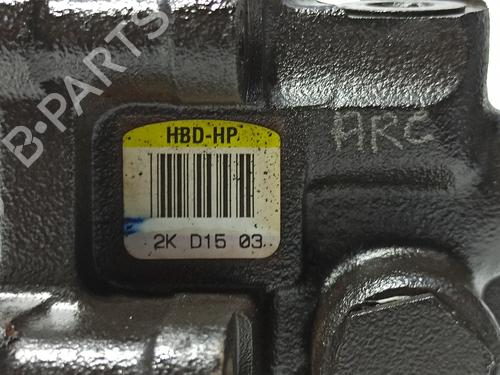 B-PARTS
HBD-HP
ARC
2K D15 03